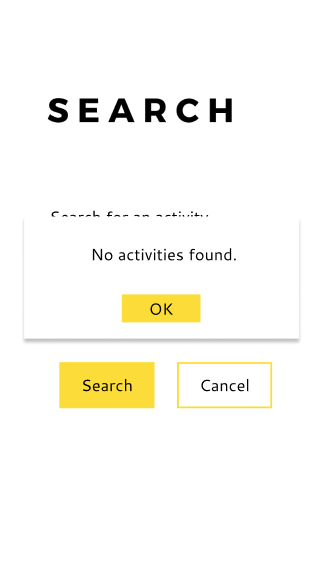 SEARCH
Search for an activity
No activities found.
OK
Search
Cancel